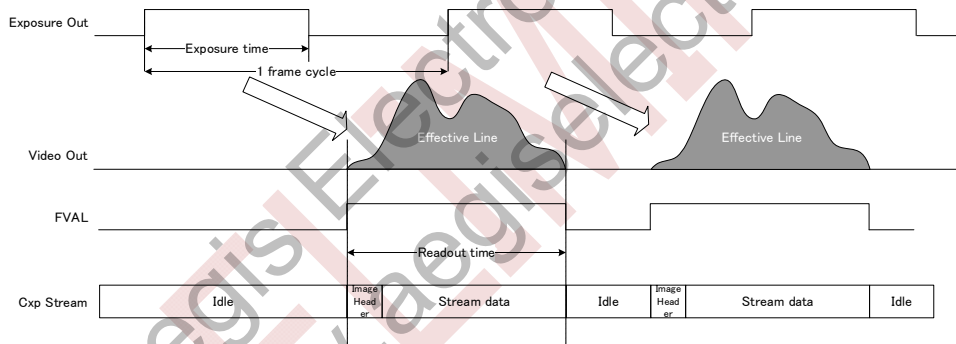 Exposure Out
Exposure time
1 frame cycle
Effective Line
Effective Line
Video Out
FVAL
Readout time
Cxp Stream
Idle
Image
Head
er
Stream data
Idle
Image
Head
er
Stream data
Idle